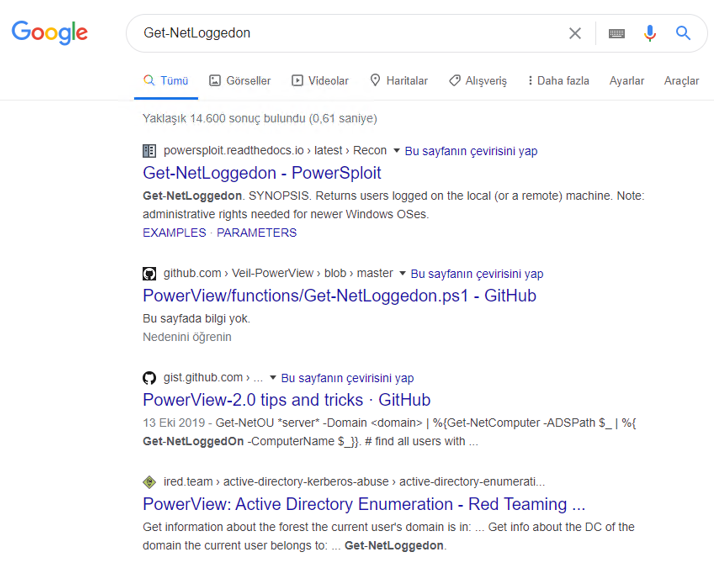 Google
Get-NetLoggedon
Tümü Görseller Videolar Haritalar Alışveriş Daha fazla Ayarlar Araçlar
Yaklaşık 14.600 sonuç bulundu (0,61 saniye)
powersploit.readthedocs.io › latest › Recon ▼ Bu sayfanın çevirisini yap
Get-NetLoggedon - PowerSploit
Get-NetLoggedon. SYNOPSIS. Returns users logged on the local (or a remote) machine. Note:
administrative rights needed for newer Windows OSes.
EXAMPLES · PARAMETERS
github.com › Veil-PowerView › blob › master ▼ Bu sayfanın çevirisini yap
PowerView/functions/Get-NetLoggedon.ps1 - GitHub
Bu sayfada bilgi yok.
Nedenini öğrenin
gist.github.com › ... ▼ Bu sayfanın çevirisini yap
PowerView-2.0 tips and tricks · GitHub
13 Eki 2019 - Get-NetOU *server* -Domain <domain> | %{Get-NetComputer -ADSPath $_ | %{
Get-NetLoggedOn -ComputerName $_}}. # find all users with ...
ired.team › active-directory-kerberos-abuse › active-directory-enumerati...
PowerView: Active Directory Enumeration - Red Teaming ...
Get information about the forest the current user's domain is in: ... Get info about the DC of the
domain the current user belongs to: ... Get-NetLoggedon.